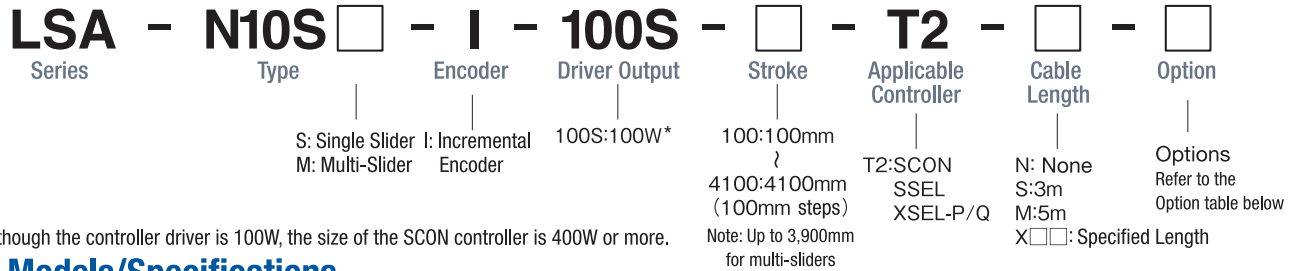 LSA - N10S□ - I - 100S - □ - T2 - □ - □
Series Type Encoder Driver Output Stroke Applicable Controller Cable Length Option
S: Single Slider
M: Multi-Slider
I: Incremental
Encoder
100S:100W*
100:100mm
≀
4100:4100mm
(100mm steps)
Note: Up to 3,900mm
for multi-sliders
T2:SCON
SSEL
XSEL-P/Q
N: None
S:3m
M:5m
X□□: Specified Length
Options
Refer to the
Option table below
though the controller driver is 100W, the size of the SCON controller is 400W or more.
Models/Specifications